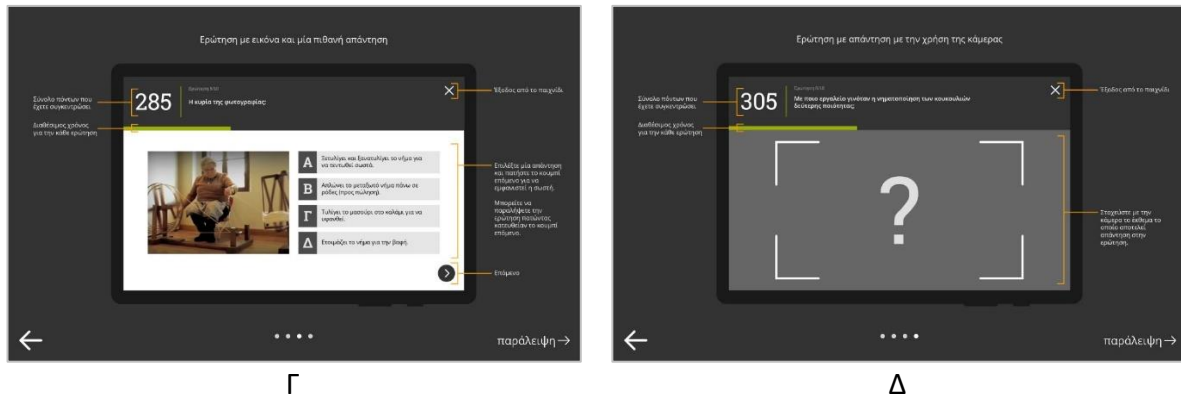 Ερώτηση με εικόνα και μία πιθανή απάντηση
Σύνολο πόντων που
έχετε συγκεντρώσει
Διαθέσιμος χρόνος
για την κάθε ερώτηση
285
Η κυρία της φωτογραφίας:
Έξοδος από το παιχνίδι
Α
Ξετυλίγει και ξανατυλίγει το νήμα για
να τεντωθεί σωστά.
Β
Απλώνει το μεταξωτό νήμα πάνω σε
ρόδες (προς πώληση).
Γ
Τυλίγει το μασούρι στο καλάμι για να
υφανθεί.
Δ
Ετοιμάζει το νήμα για την βαφή.
Επιλέξτε μία απάντηση
και πατήστε το κουμπί
επόμενο για να
εμφανιστεί η σωστή.
Μπορείτε να
παραλήψετε την
ερώτηση πατώντας
κατευθείαν το κουμπί
επόμενο.
Επόμενο
παράλειψη
Γ
Ερώτηση με απάντηση με την χρήση της κάμερας
Σύνολο πόντων που
έχετε συγκεντρώσει
Διαθέσιμος χρόνος
για την κάθε ερώτηση
305
Με ποιο εργαλείο γινόταν η νηματοποίηση των κουκουλιών
δεύτερης ποιότητας;
Έξοδος από το παιχνίδι
?
Στοχεύστε με την
κάμερα το έκθεμα το
οποίο αποτελεί
απάντηση στην
ερώτηση.
παράλειψη
Δ